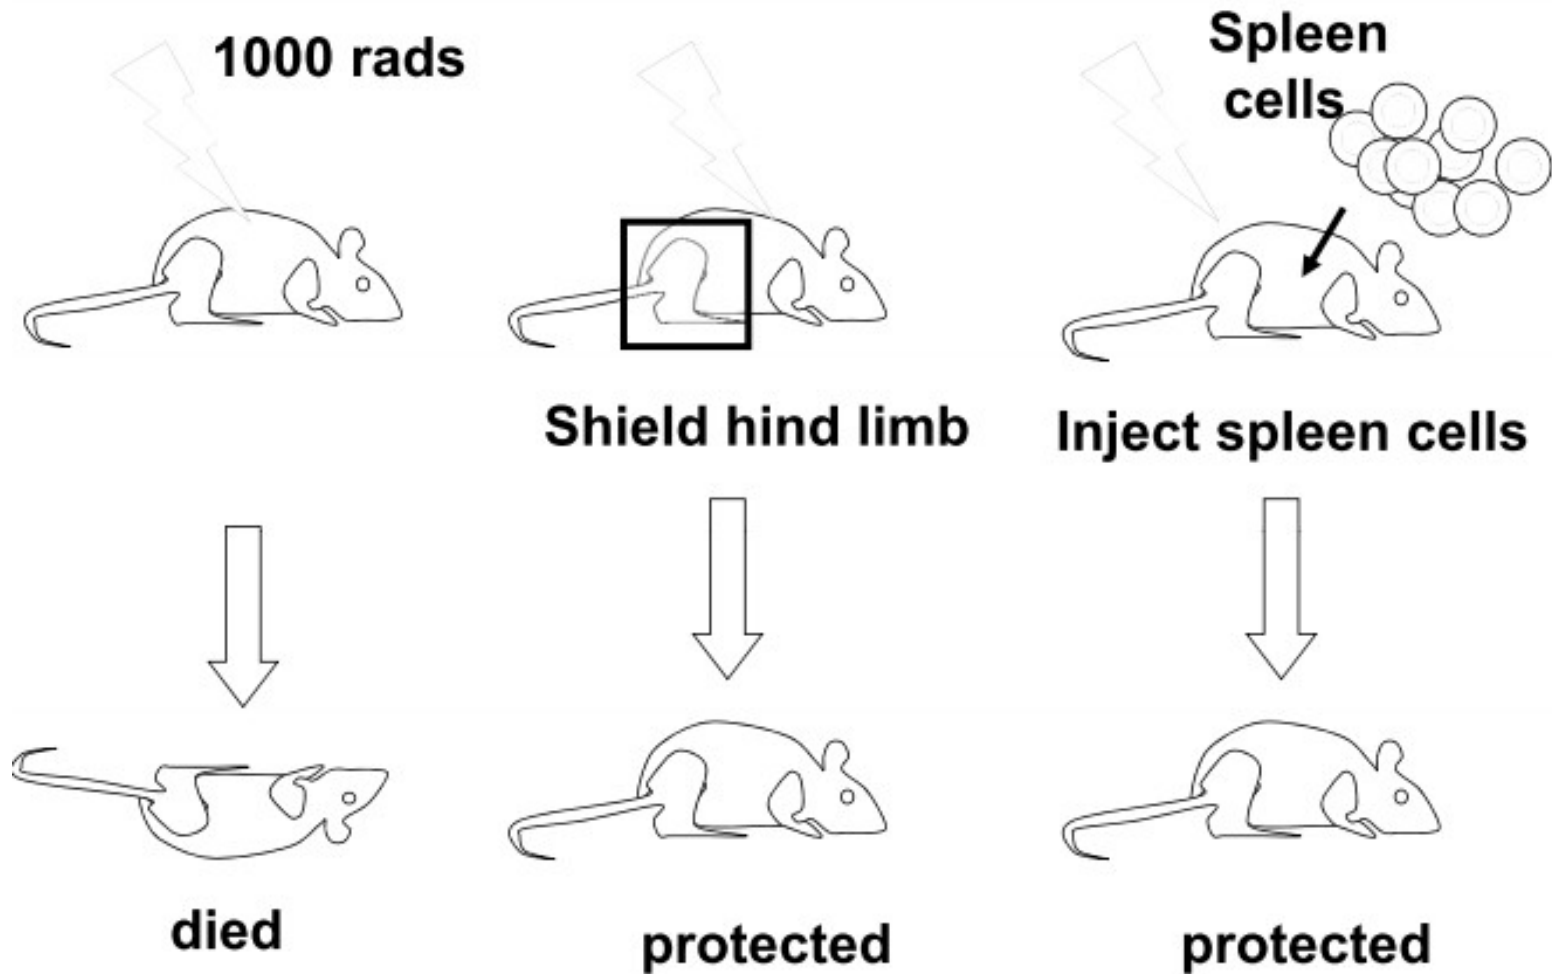 1000 rads
Spleen
cells
Shield hind limb
Inject spleen cells
died
protected
protected